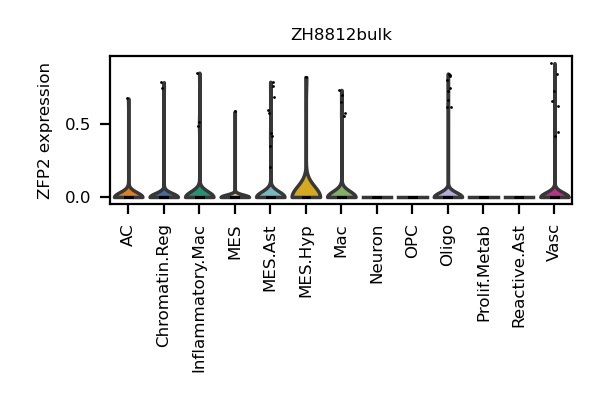 ZH8812bulk
ZFP2 expression
0.5
0.0
AC
Chromatin.Reg
Inflammatory.Mac
MES
MES.Ast
MES.Hyp
Mac
Neuron
OPC
Oligo
Prolif.Metab
Reactive.Ast
Vasc